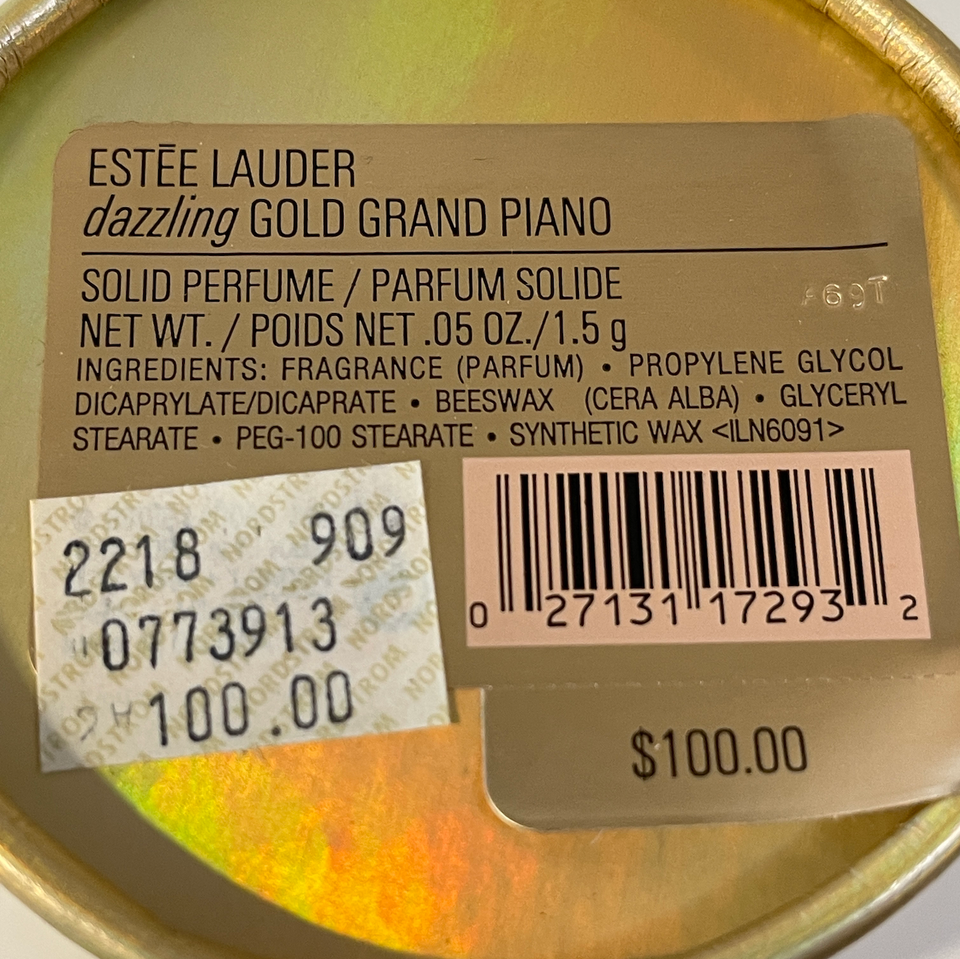 ESTĒE LAUDER
dazzling GOLD GRAND PIANO
SOLID PERFUME / PARFUM SOLIDE
NET WT. / POIDS NET .05 OZ./1.5 g
INGREDIENTS: FRAGRANCE (PARFUM) • PROPYLENE GLYCOL
DICAPRYLATE/DICAPRATE • BEESWAX (CERA ALBA) • GLYCERYL
STEARATE • PEG-100 STEARATE • SYNTHETIC WAX <ILN6091>
A69T
2218 909
0773913
100.00
NORDSTROM
0 27131 17293 2
$100.00